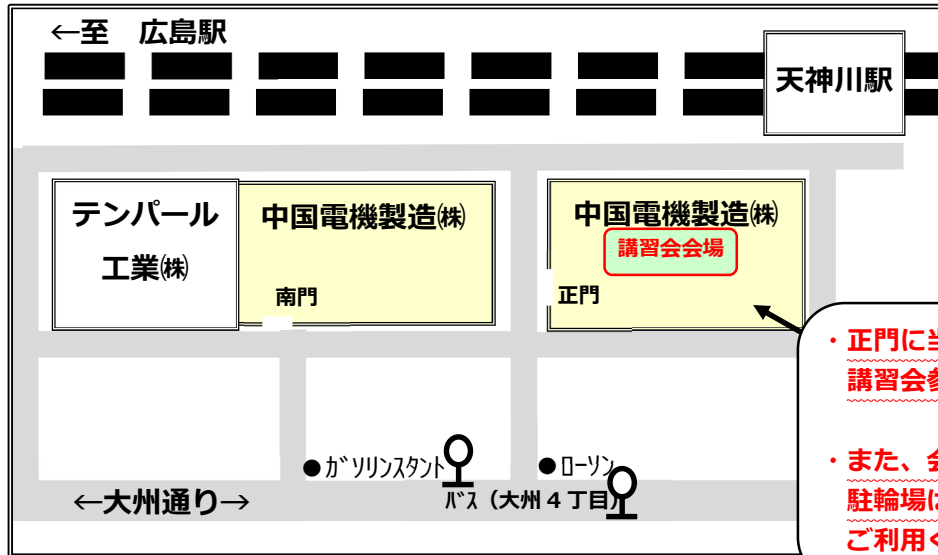 ←至　広島駅
天神川駅
テンパール
工業㈱
中国電機製造㈱
南門
中国電機製造㈱
講習会会場
正門
・正門に
講習会
・また、
駐輪場
ご利用
●ガソリンスタンド
●ローソン
←大州通り→
バス（大州４丁目）